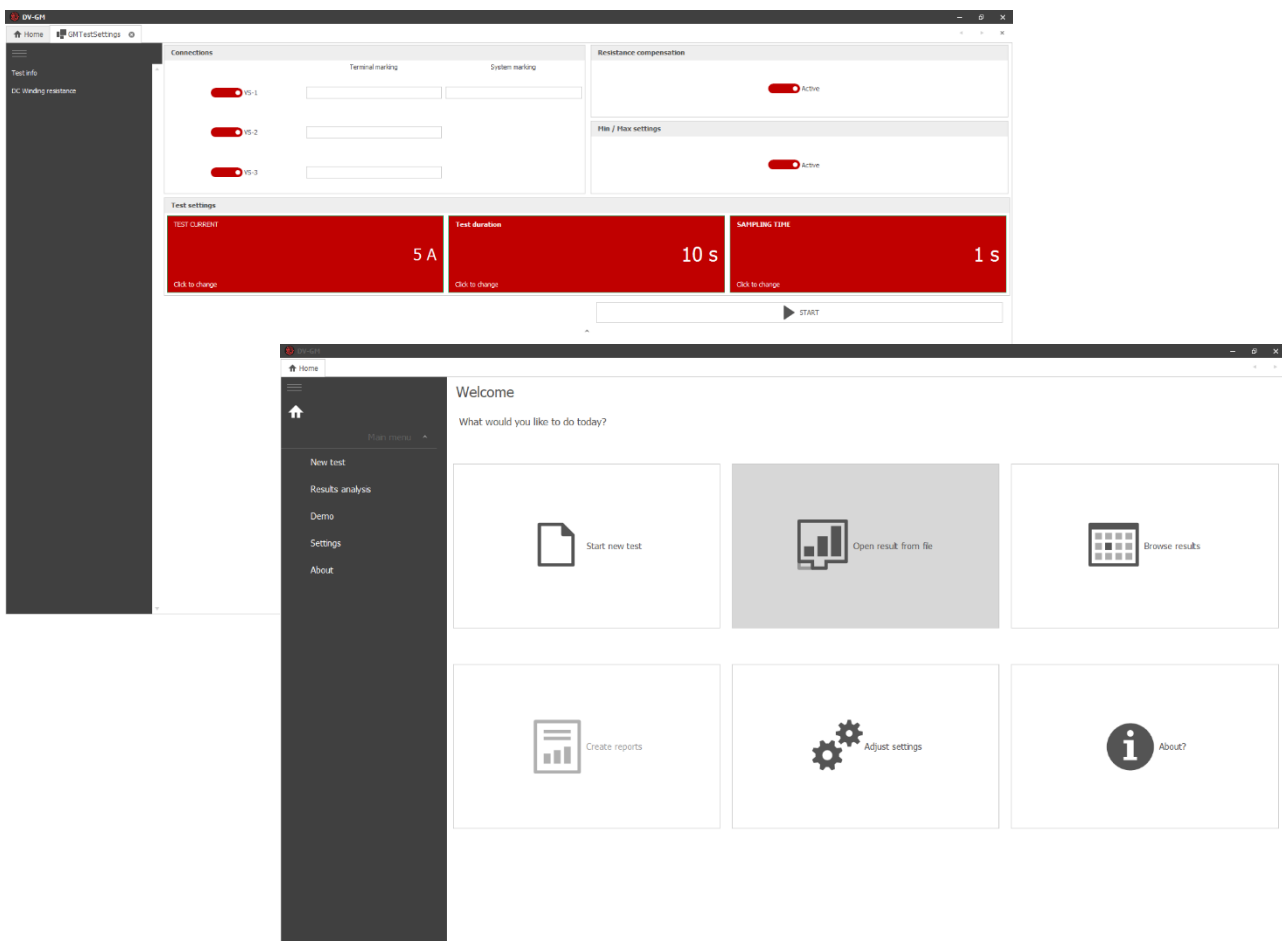 DV-GM
Home
GMTestSettings
Test info
DC Winding resistance
Connections
Terminal marking
System marking
VS-1
VS-2
VS-3
Resistance compensation
Active
Min / Max settings
Active
Test settings
TEST CURRENT
5 A
Click to change
Test duration
10 s
Click to change
SAMPLING TIME
1 s
Click to change
START
DV-GM
Home
Main menu
New test
Results analysis
Demo
Settings
About
Welcome
What would you like to do today?
Start new test
Open result from file
Browse results
Create reports
Adjust settings
About?